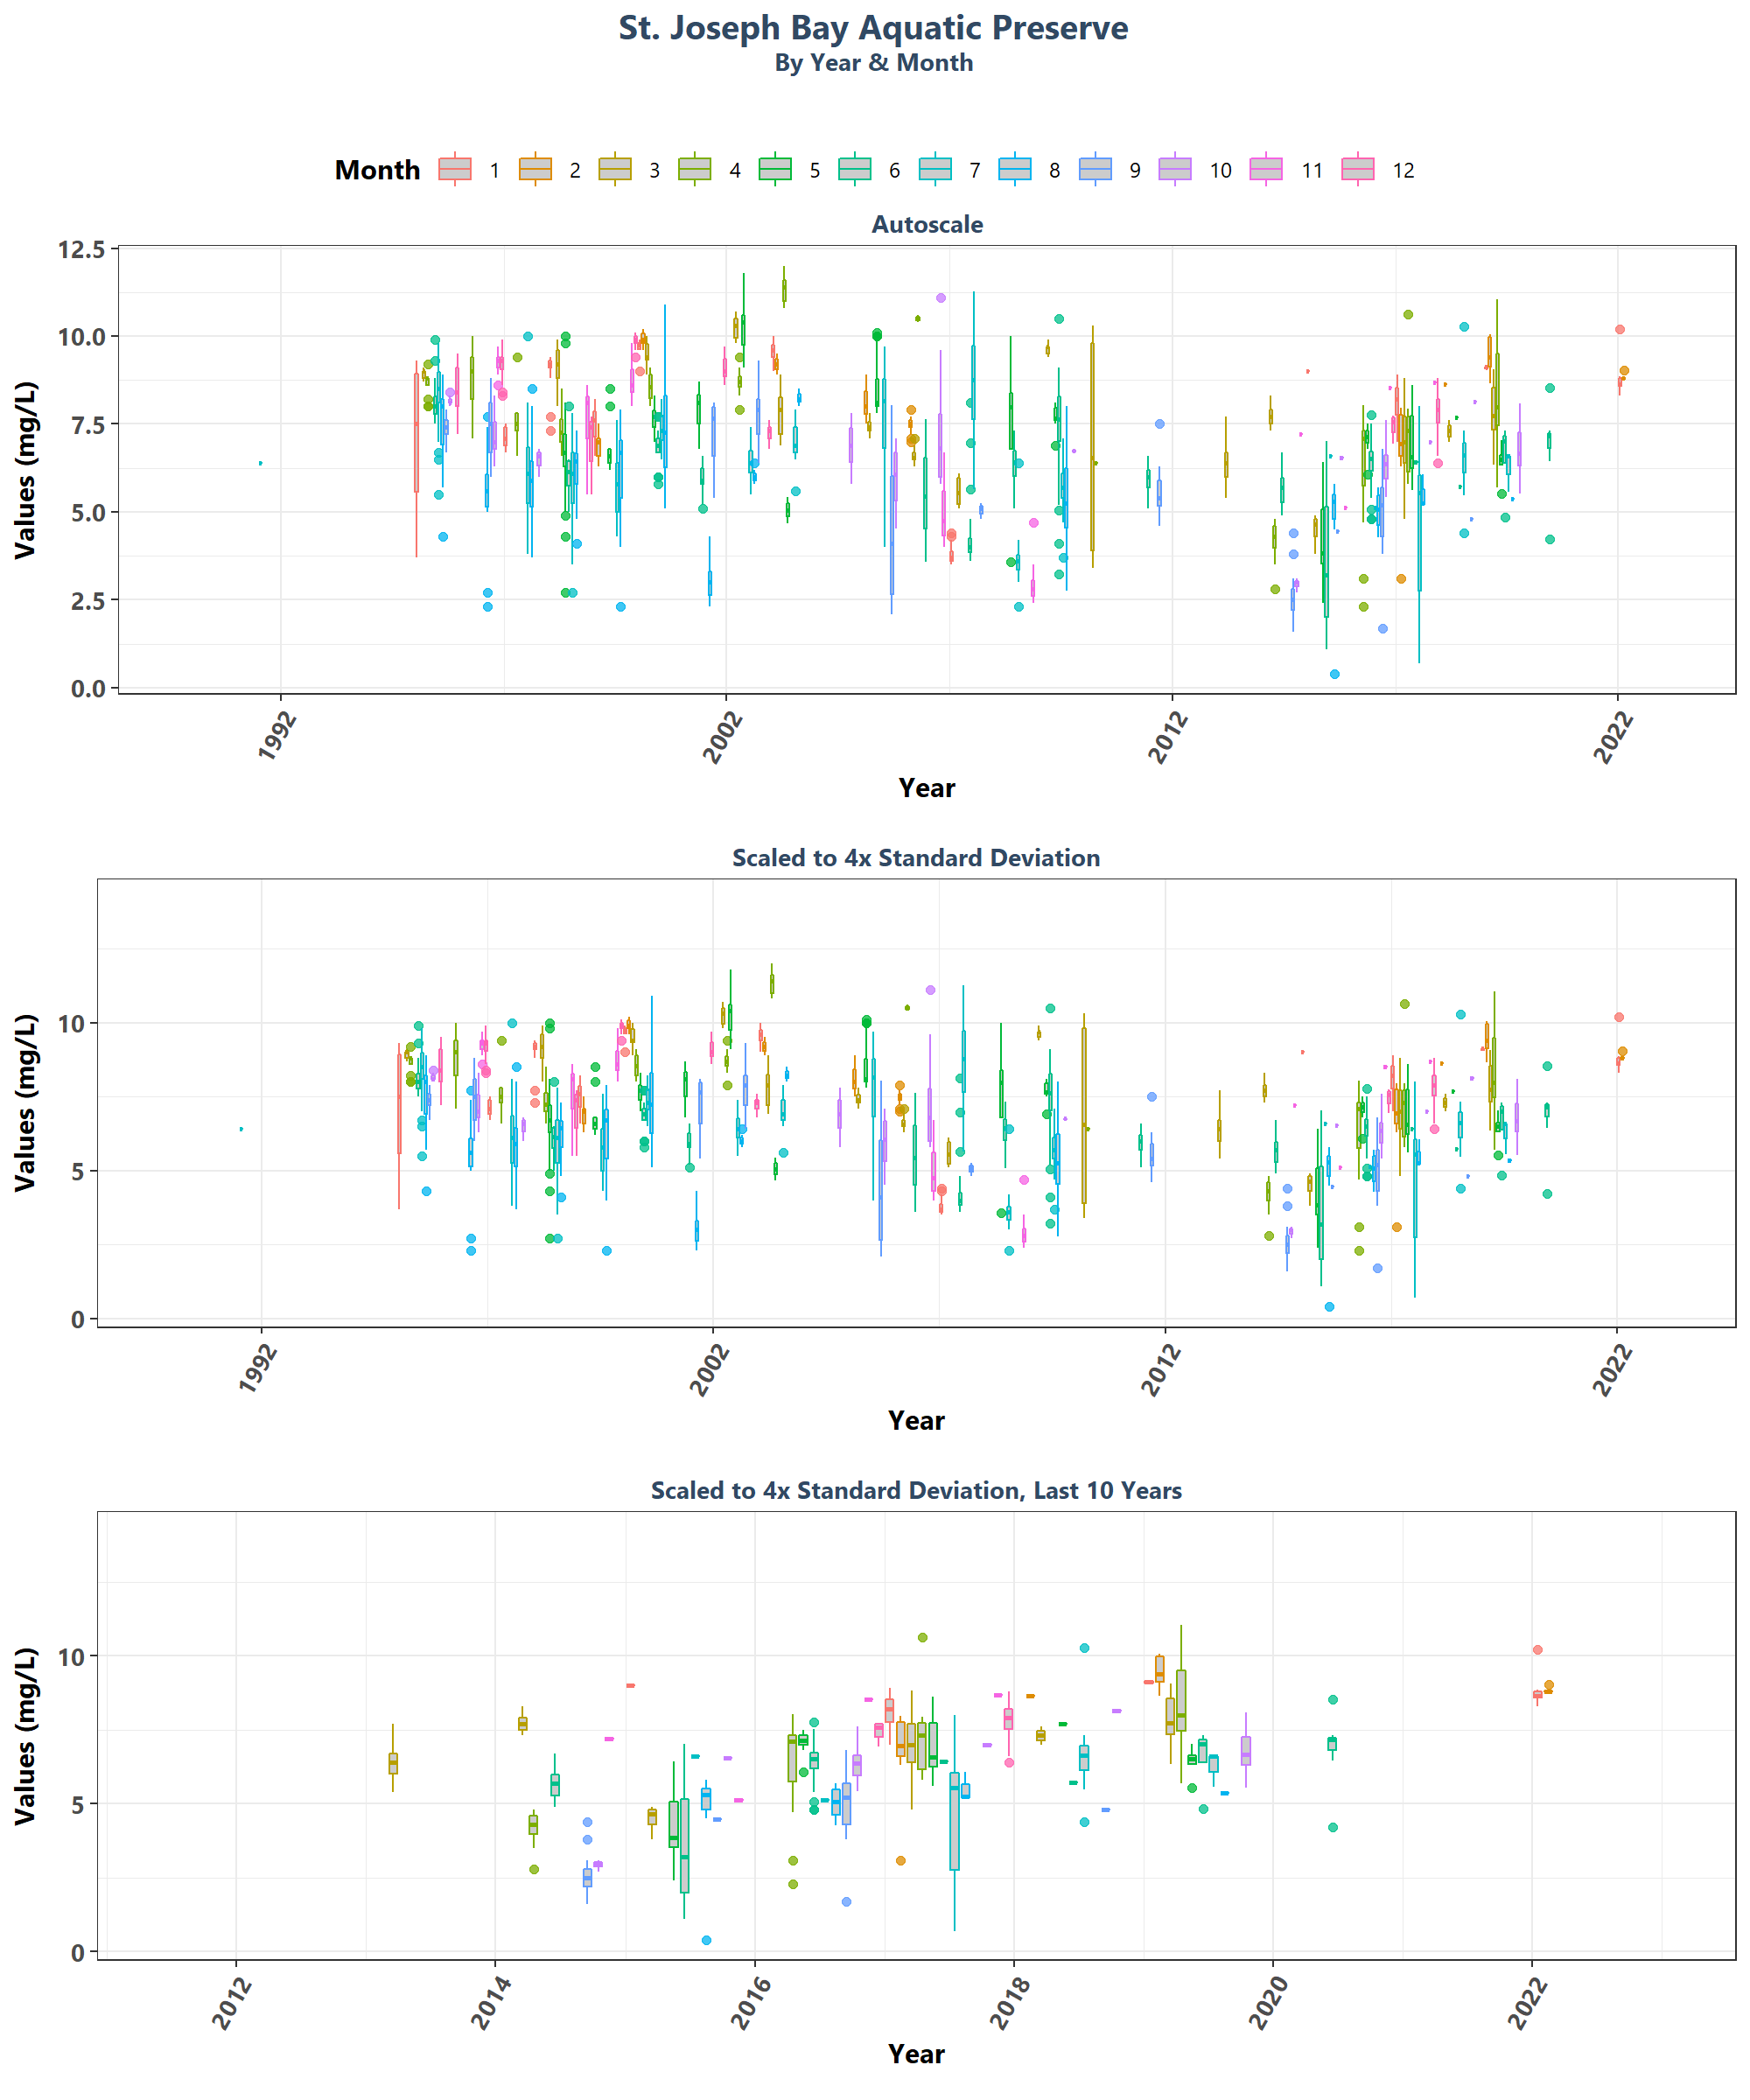 St. Joseph Bay Aquatic Preserve
By Year & Month
Month 1 2 3 4 5 6 7 8 9 10 11 12
Autoscale
Values (mg/L)
12.5
10.0
7.5
5.0
2.5
0.0
1992 2002 2012 2022
Year
Scaled to 4x Standard Deviation
Values (mg/L)
10
5
0
1992 2002 2012 2022
Year
Scaled to 4x Standard Deviation, Last 10 Years
Values (mg/L)
10
5
0
2012 2014 2016 2018 2020 2022
Year